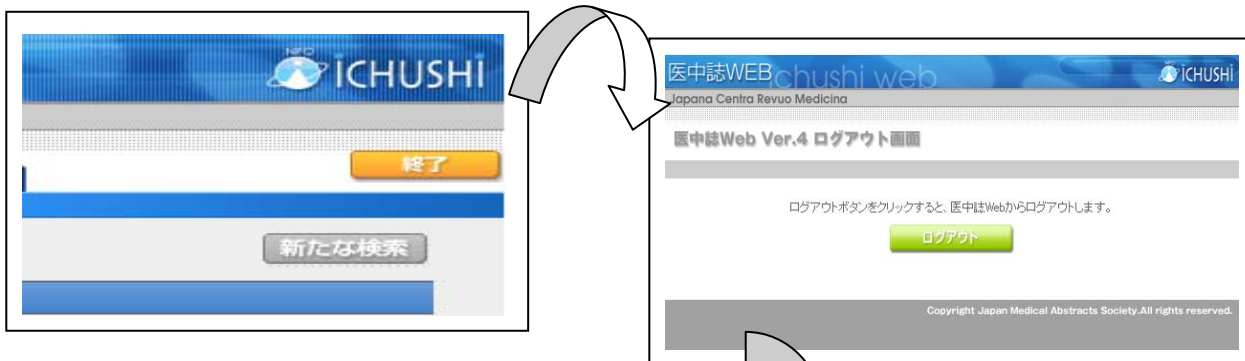 NPO
iCHUSHI
終了
新たな検索
医中誌WEB
ichushi web
iCHUSHI
Japana Centra Revuo Medicina
医中誌Web Ver.4 ログアウト画面
ログアウトボタンをクリックすると、医中誌Webからログアウトします。
ログアウト
Copyright Japan Medical Abstracts Society.All rights reserved.